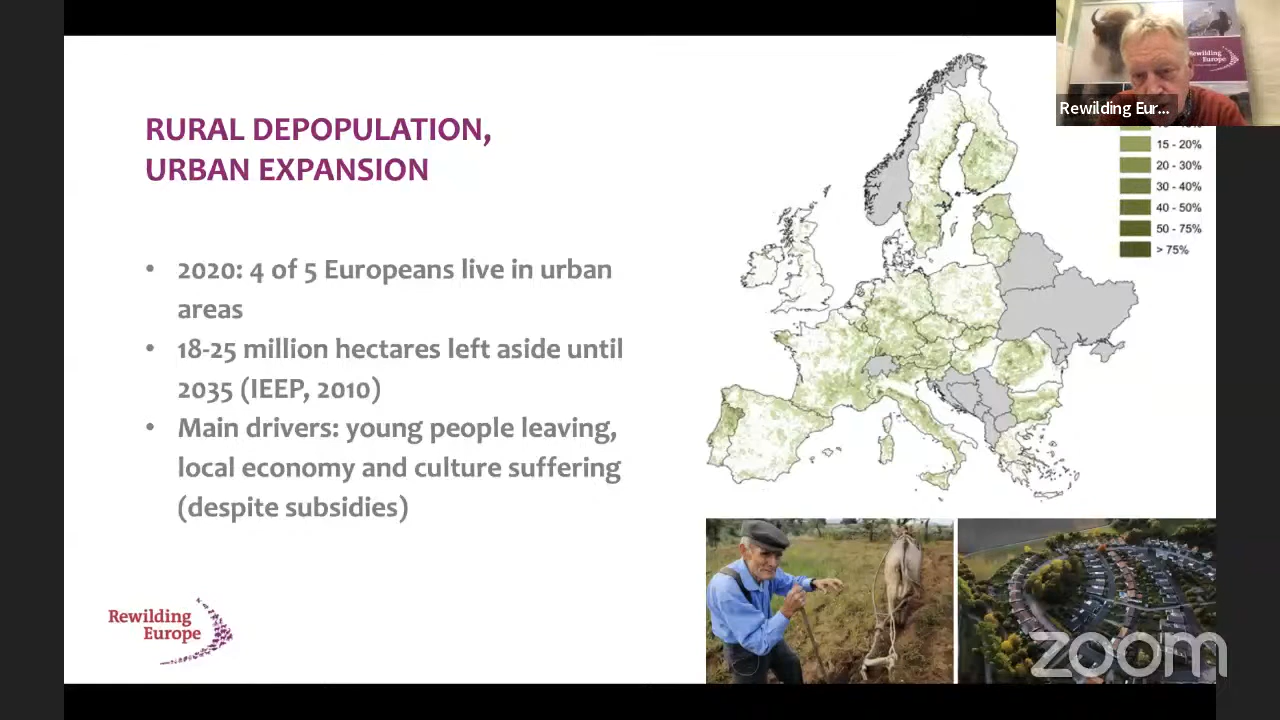 Rewilding
Europe
Rewilding Eur...
RURAL DEPOPULATION,
URBAN EXPANSION
15 - 20%
20 - 30%
30 - 40%
40 - 50%
50 - 75%
> 75%
• 2020: 4 of 5 Europeans live in urban
areas
• 18-25 million hectares left aside until
2035 (IEEP, 2010)
• Main drivers: young people leaving,
local economy and culture suffering
(despite subsidies)
Rewilding
Europe
zoom